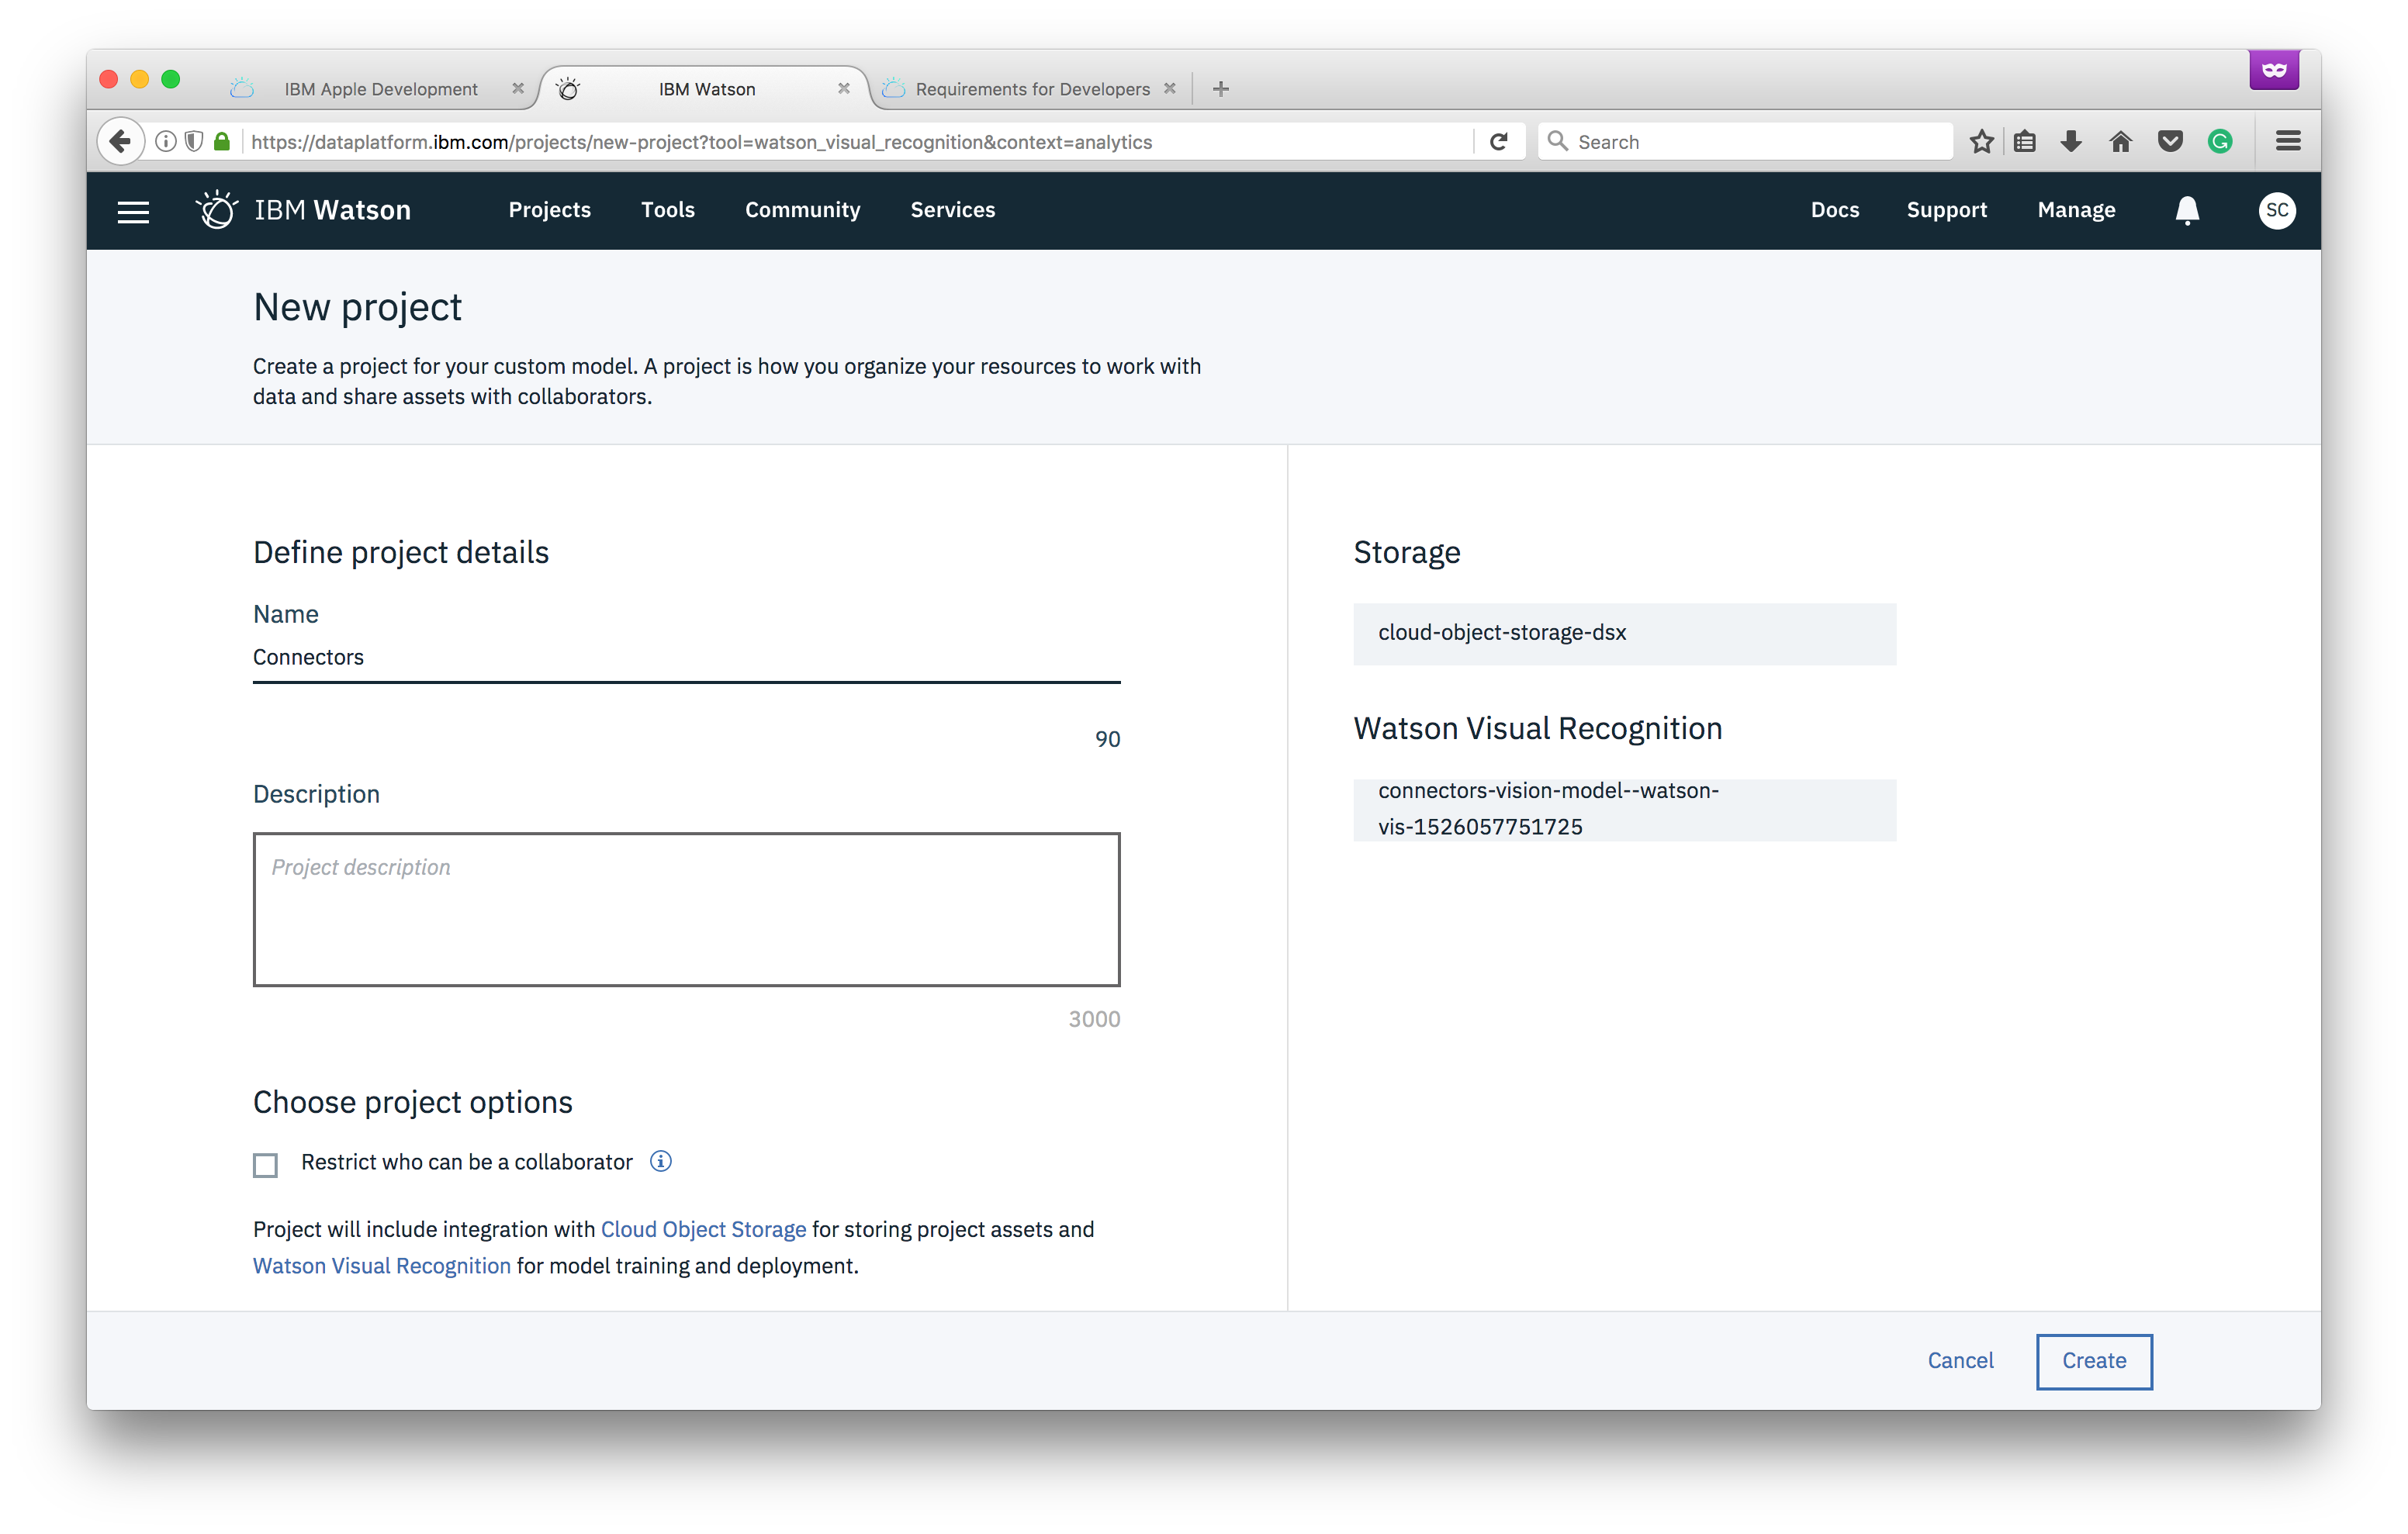 IBM Apple Development
IBM Watson
Requirements for Developers
https://dataplatform.ibm.com/projects/new-project?tool=watson_visual_recognition&context=analytics
Search
IBM Watson
Projects
Tools
Community
Services
Docs
Support
Manage
SC
New project
Create a project for your custom model. A project is how you organize your resources to work with
data and share assets with collaborators.
Define project details
Name
Connectors
90
Description
Project description
3000
Choose project options
Restrict who can be a collaborator
Project will include integration with Cloud Object Storage for storing project assets and
Watson Visual Recognition for model training and deployment.
Storage
cloud-object-storage-dsx
Watson Visual Recognition
connectors-vision-model--watson-
vis-1526057751725
Cancel
Create